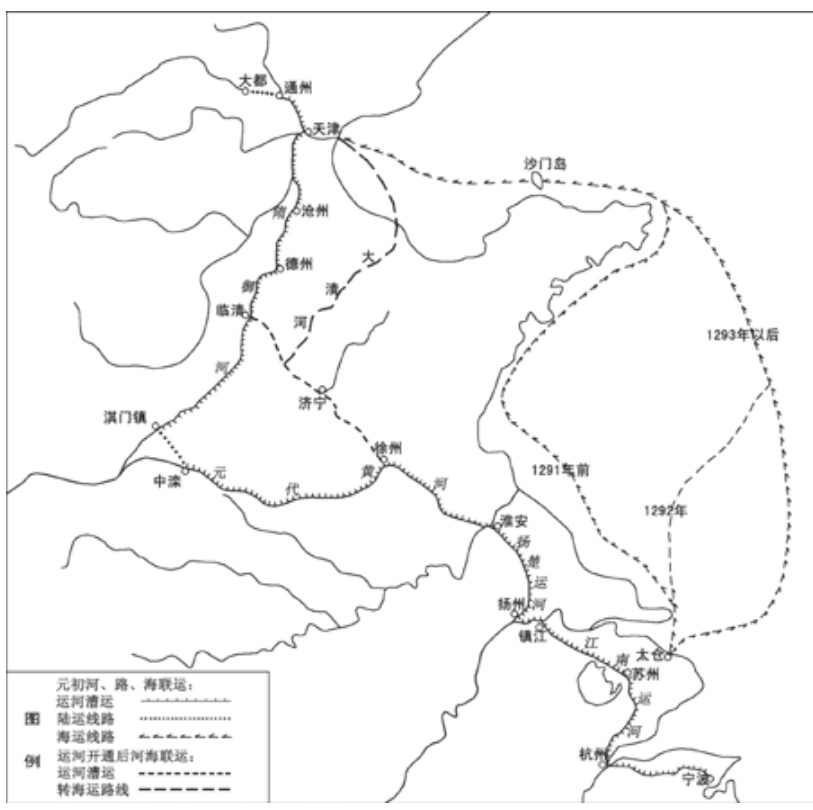 大都
通州
天津
沙门岛
沧州
隋
御
河
德州
大
清
河
临清
1293年以后
济宁
淇门镇
中滦
元
代
黄
河
徐州
1291年前
1292年
淮安
扬
楚
运
河
扬州
镇江
江
南
运
河
太仓
苏州
杭州
宁波
图
例
元初河、路、海联运:
运河漕运
陆运线路
海运线路
运河开通后河海联运:
运河漕运
转海运路线